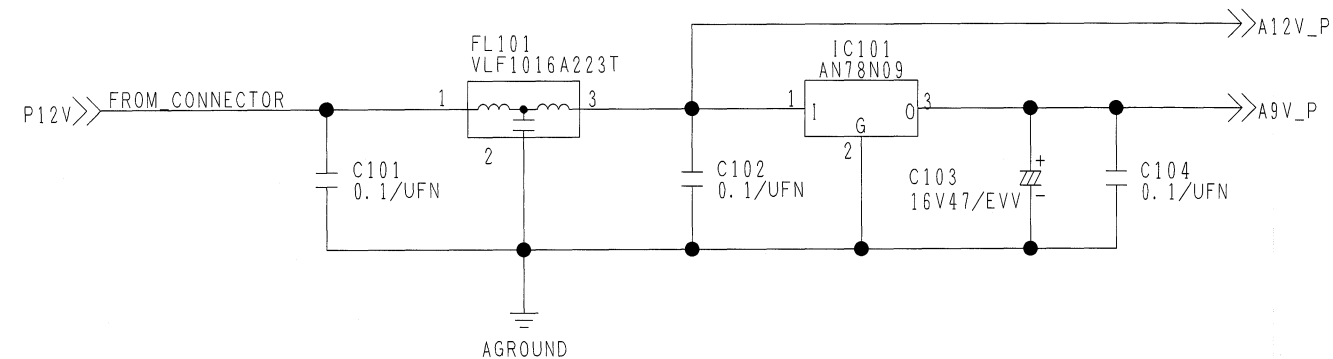 A12V_P
FL101
VLF1016A223T
IC101
AN78N09
P12V
FROM_CONNECTOR
1
3
2
1
I
O
G
3
2
A9V_P
C101
0.1/UFN
C102
0.1/UFN
C103
16V47/EVV
+
-
C104
0.1/UFN
AGROUND